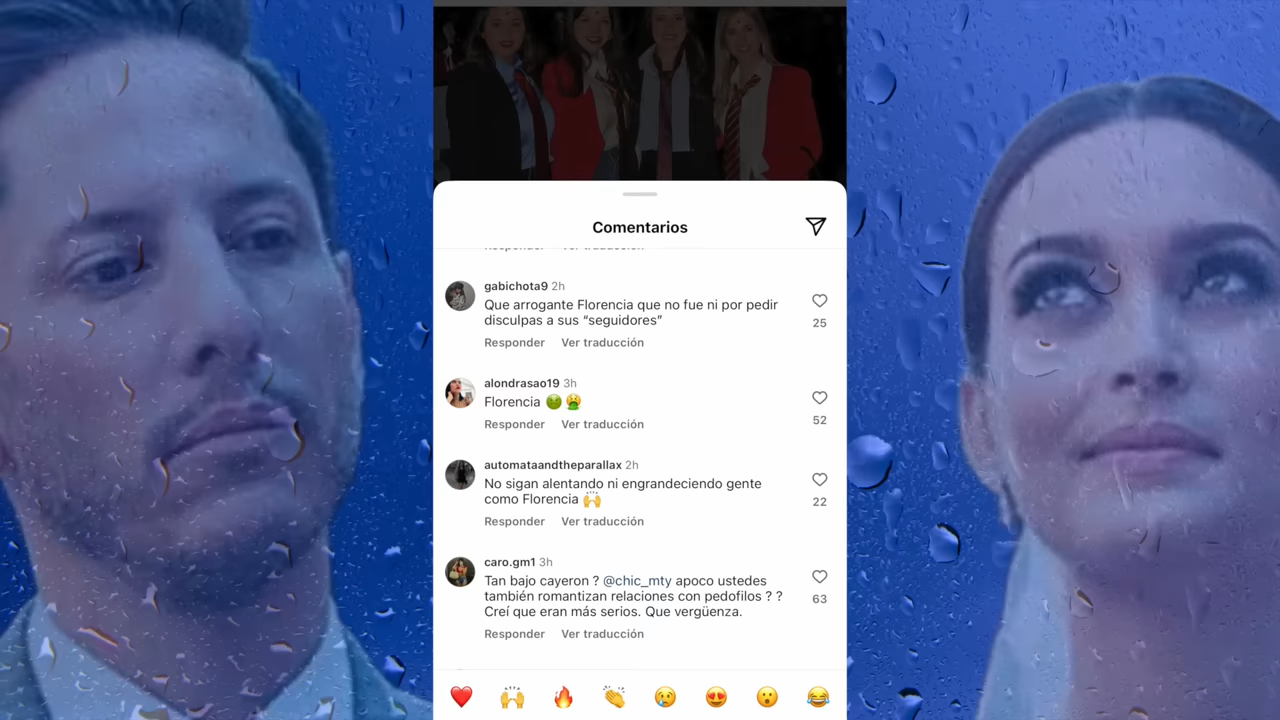 Comentarios
Responder Ver traducción
gabichota9 2h
Que arrogante Florencia que no fue ni por pedir
disculpas a sus “seguidores”
25
Responder Ver traducción
alondrasao19 3h
Florencia 🤢🤮
52
Responder Ver traducción
automataandtheparallax 2h
No sigan alentando ni engrandeciendo gente
como Florencia 🙌
22
Responder Ver traducción
caro.gm1 3h
Tan bajo cayeron ? @chic_mty apoco ustedes
también romantizan relaciones con pedofilos ? ?
Creí que eran más serios. Que vergüenza.
63
Responder Ver traducción